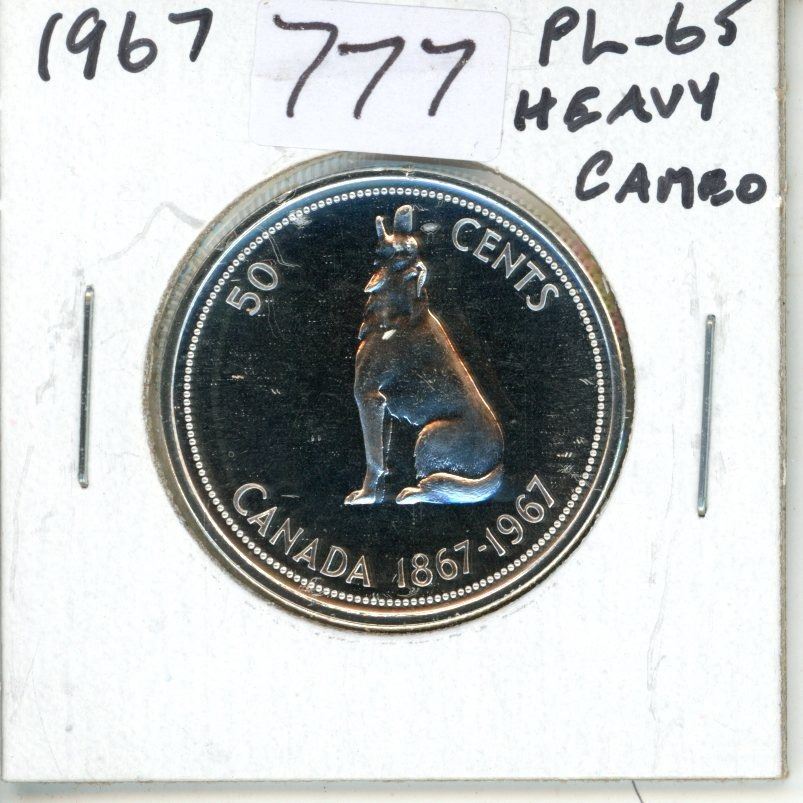 1967 777 PL-65
HEAVY
CAMEO
50 CENTS
CANADA 1867-1967